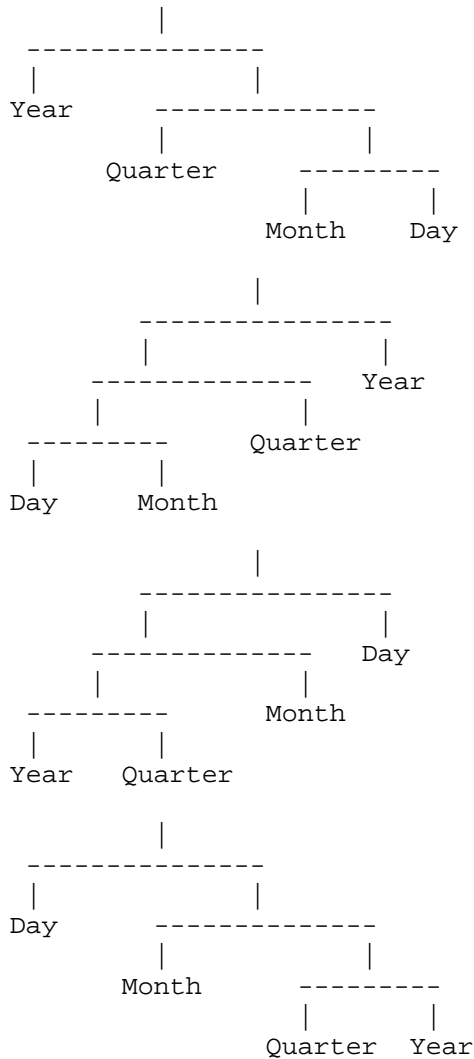 Year
Quarter
Month Day
Year
Quarter
Day Month
Day
Month
Year Quarter
Day
Month
Quarter Year